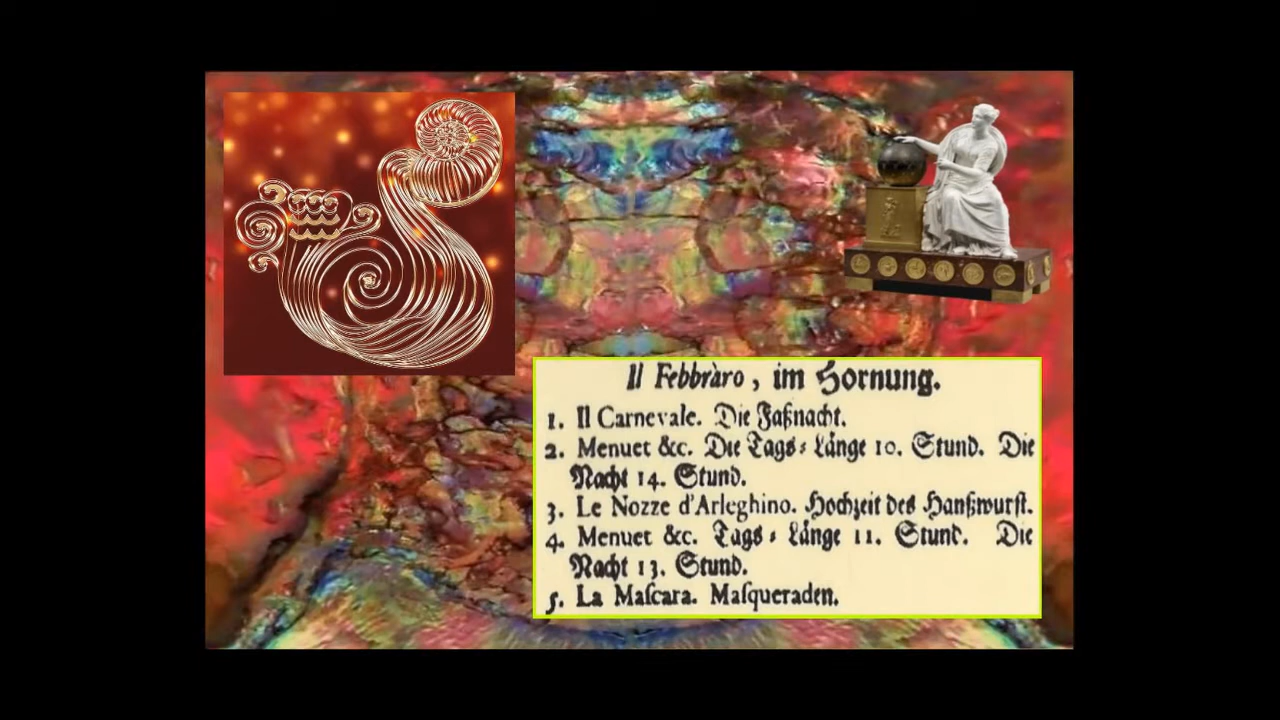 Il Febbràro, im Hornung.
1. Il Carnevale. Die Faßnacht.
2. Menuet &c. Die Tags⸗Länge 10. Stund. Die
Nacht 14. Stund.
3. Le Nozze d'Arleghino. Hochzeit des Hanßwurst.
4. Menuet &c. Tags⸗Länge 11. Stund. Die
Nacht 13. Stund.
5. La Maſcara. Maſqueraden.